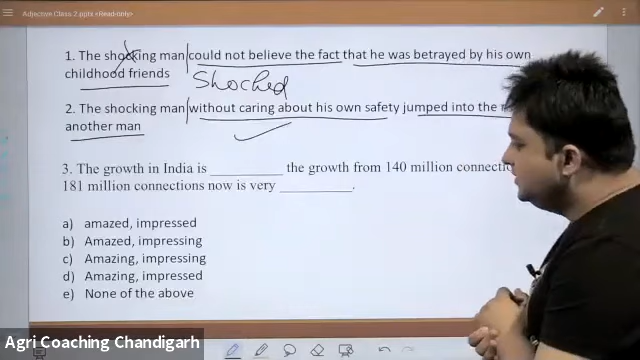 Adjective Class 2.pptx <Read-only>
1. The shocking man could not believe the fact that he was betrayed by his own
childhood friends
Shocked
2. The shocking man without caring about his own safety jumped into the
another man
3. The growth in India is __________ the growth from 140 million
181 million connections now is very __________.
a) amazed, impressed
b) Amazed, impressing
c) Amazing, impressing
d) Amazing, impressed
e) None of the above
Agri Coaching Chandigarh